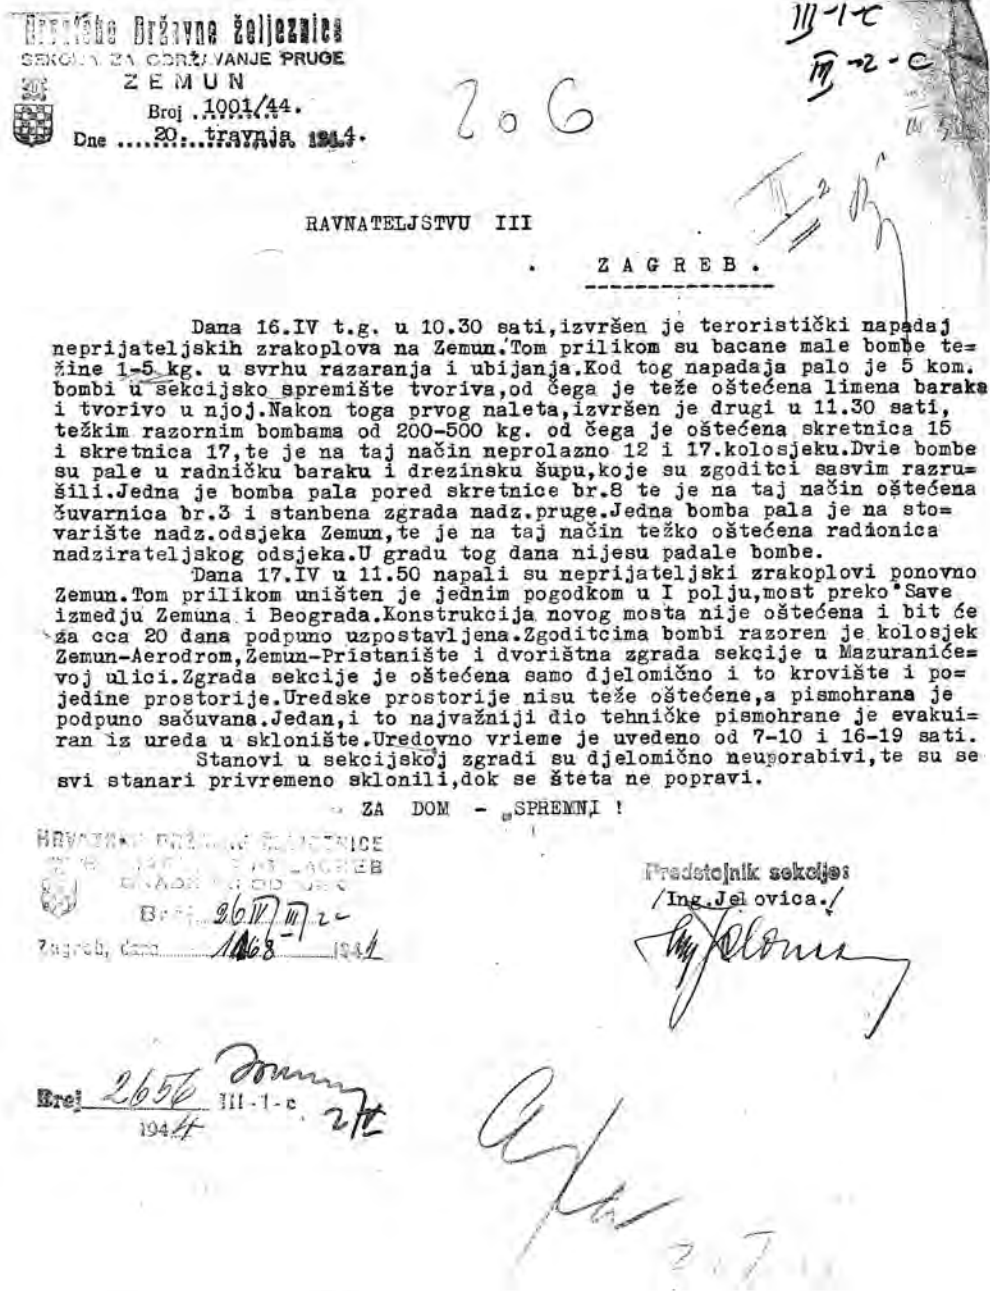 Hrvatske Državne željeznice
SEKCIJA ZA ODRŽAVANJE PRUGE
ZEMUN
Broj 1001/44.
Dne 20. travnja 1944.
III-1-c
III-2-c
206
II 2
RAVNATELJSTVU III
ZAGREB.
Dana 16.IV t.g. u 10.30 sati,izvršen je teroristički napadaj
neprijateljskih zrakoplova na Zemun.Tom prilikom su bacane male bombe te=
žine 1-5 kg. u svrhu razaranja i ubijanja.Kod tog napadaja palo je 5 kom.
bombi u sekcijsko spremište tvoriva,od čega je teže oštećena limena baraka
i tvorivo u njoj.Nakon toga prvog naleta,izvršen je drugi u 11.30 sati,
težkim razornim bombama od 200-500 kg. od čega je oštećena skretnica 15
i skretnica 17,te je na taj način neprolazno 12 i 17.kolosjeku.Dvie bombe
su pale u radničku baraku i drezinsku šupu,koje su zgoditci sasvim razru=
šili.Jedna je bomba pala pored skretnice br.8 te je na taj način oštećena
čuvarnica br.3 i stanbena zgrada nadz.pruge.Jedna bomba pala je na sto=
varište nadz.odsjeka Zemun,te je na taj način težko oštećena radionica
nadzirateljskog odsjeka.U gradu tog dana nijesu padale bombe.
Dana 17.IV u 11.50 napali su neprijateljski zrakoplovi ponovno
Zemun.Tom prilikom uništen je jednim pogodkom u I polju,most preko Save
izmedju Zemuna i Beograda.Konstrukcija novog mosta nije oštećena i bit će
za cca 20 dana podpuno uzpostavljena.Zgoditcima bombi razoren je kolosjek
Zemun-Aerodrom,Zemun-Pristanište i dvorištna zgrada sekcije u Mazuraniće=
voj ulici.Zgrada sekcije je oštećena samo djelomično i to krovište i po=
jedine prostorije.Uredske prostorije nisu teže oštećene,a pismohrana je
podpuno sačuvana.Jedan,i to najvažniji dio tehničke pismohrane je evakui=
ran iz ureda u sklonište.Uredovno vrieme je uvedeno od 7-10 i 16-19 sati.
Stanovi u sekcijskoj zgradi su djelomično neuporabivi,te su se
svi stanari privremeno sklonili,dok se šteta ne popravi.
ZA DOM - SPREMNI !
HRVATSKE DRŽAVNE ŽELJEZNICE
ZAGREB
Broj 26 IV III 2c
Zagreb, dana 1168 1944
Predstojnik sekcije:
/Ing.Jelovica./
Broj 2656 III-1-c
1944